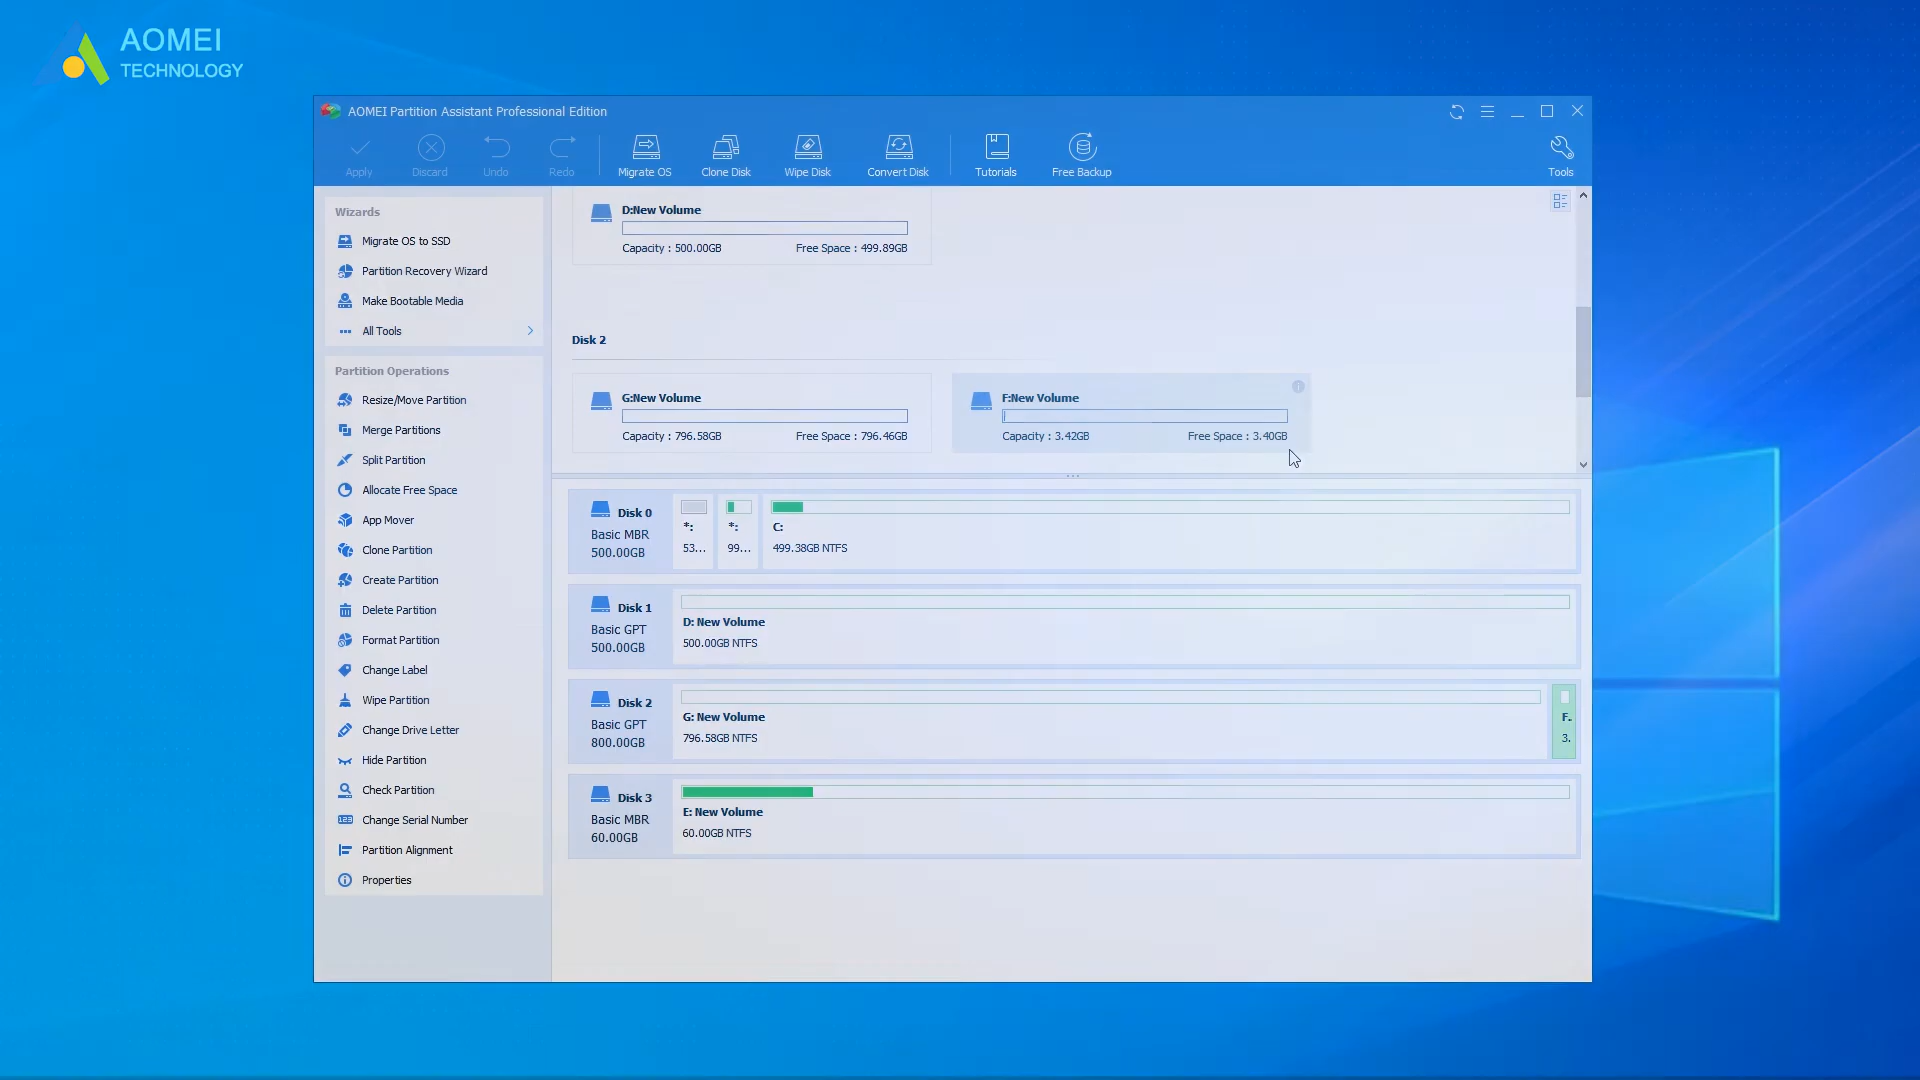 AOMEI
TECHNOLOGY
AOMEI Partition Assistant Professional Edition
Apply
Discard
Undo
Redo
Migrate OS
Clone Disk
Wipe Disk
Convert Disk
Tutorials
Free Backup
Tools
Wizards
Migrate OS to SSD
Partition Recovery Wizard
Make Bootable Media
All Tools
Partition Operations
Resize/Move Partition
Merge Partitions
Split Partition
Allocate Free Space
App Mover
Clone Partition
Create Partition
Delete Partition
Format Partition
Change Label
Wipe Partition
Change Drive Letter
Hide Partition
Check Partition
Change Serial Number
Partition Alignment
Properties
D:New Volume
Capacity : 500.00GB Free Space : 499.89GB
Disk 2
G:New Volume
Capacity : 796.58GB Free Space : 796.46GB
F:New Volume
Capacity : 3.42GB Free Space : 3.40GB
Disk 0
Basic MBR
500.00GB
*:
53...
*:
99...
C:
499.38GB NTFS
Disk 1
Basic GPT
500.00GB
D: New Volume
500.00GB NTFS
Disk 2
Basic GPT
800.00GB
G: New Volume
796.58GB NTFS
F..
3.
Disk 3
Basic MBR
60.00GB
E: New Volume
60.00GB NTFS